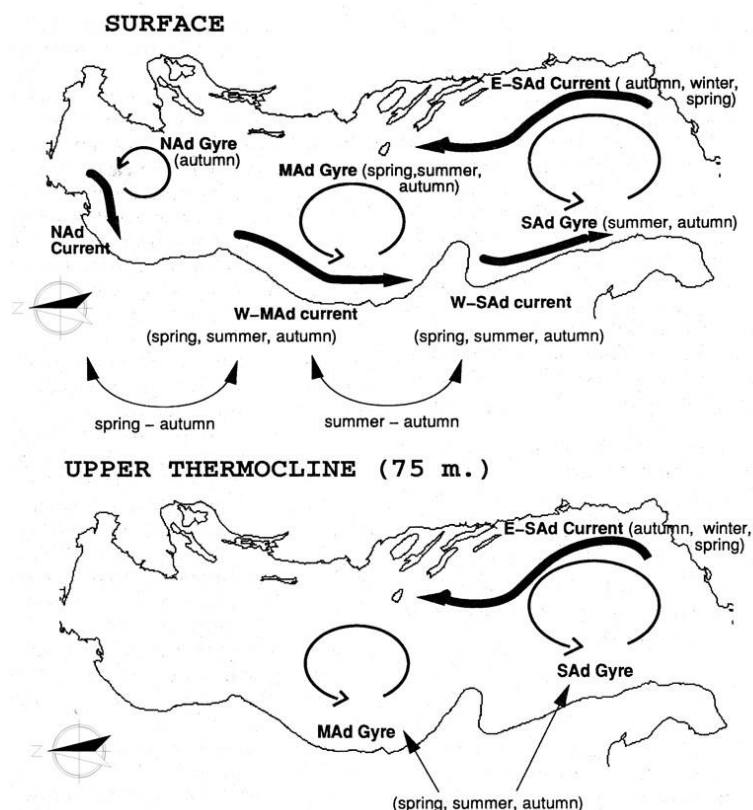 SURFACE
E-SAd Current ( autumn, winter,
spring)
NAd Gyre
(autumn)
MAd Gyre (spring,summer,
autumn)
SAd Gyre (summer, autumn)
NAd
Current
W-MAd current
(spring, summer, autumn)
W-SAd current
(spring, summer, autumn)
Z
spring - autumn
summer - autumn
UPPER THERMOCLINE (75 m.)
E-SAd Current (autumn, winter,
spring)
SAd Gyre
MAd Gyre
Z
(spring, summer, autumn)